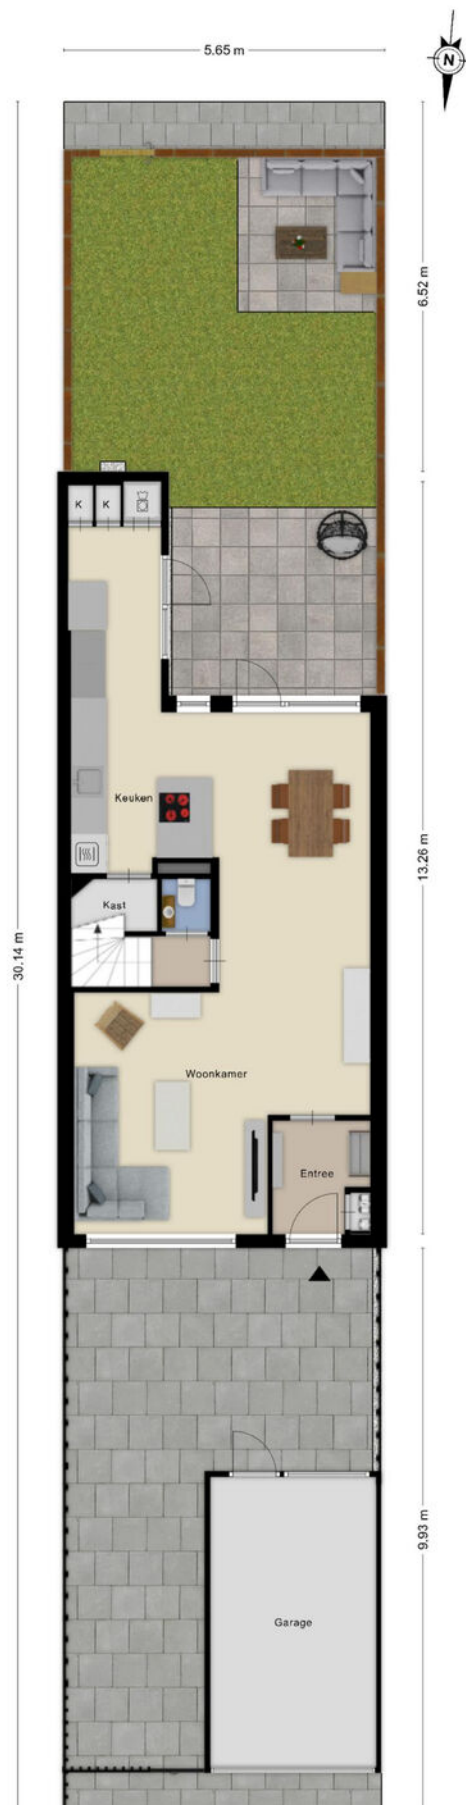 5.65 m
N
6.52 m
K K
Keuken
13.26 m
Kast
30.14 m
Woonkamer
Entree
9.93 m
Garage